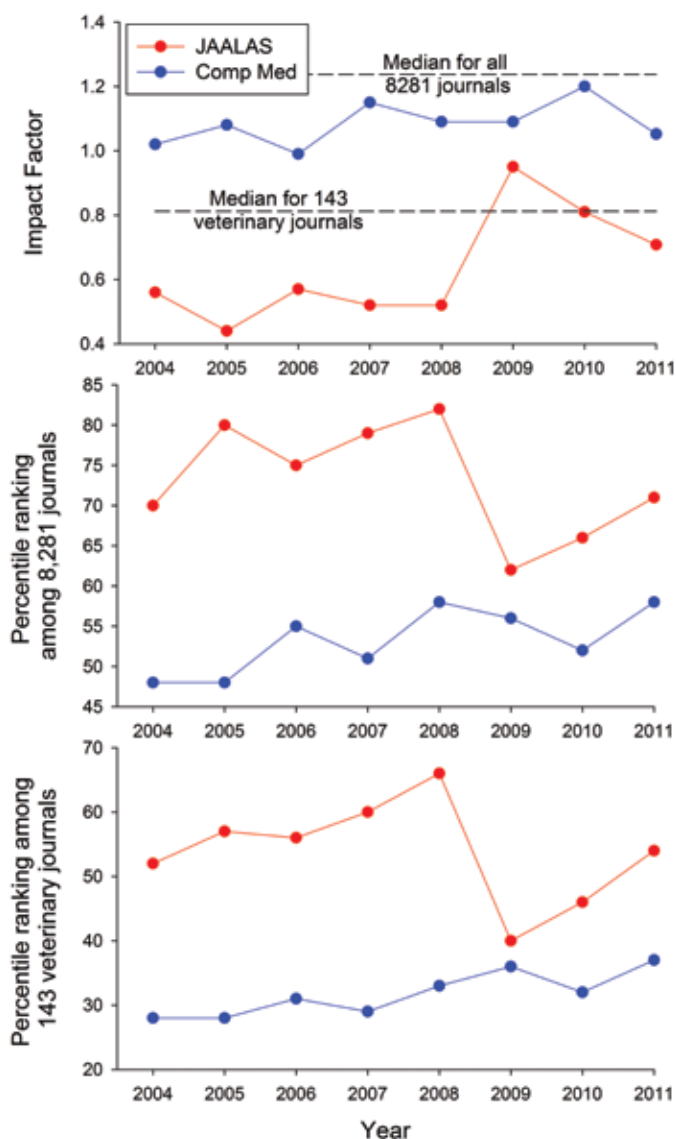 JAALAS
Comp Med
Median for all
8281 journals
Median for 143
veterinary journals
Impact Factor
1.4
1.2
1.0
0.8
0.6
0.4
2004 2005 2006 2007 2008 2009 2010 2011
Percentile ranking
among 8,281 journals
85
80
75
70
65
60
55
50
45
2004 2005 2006 2007 2008 2009 2010 2011
Percentile ranking among
143 veterinary journals
70
60
50
40
30
20
2004 2005 2006 2007 2008 2009 2010 2011
Year